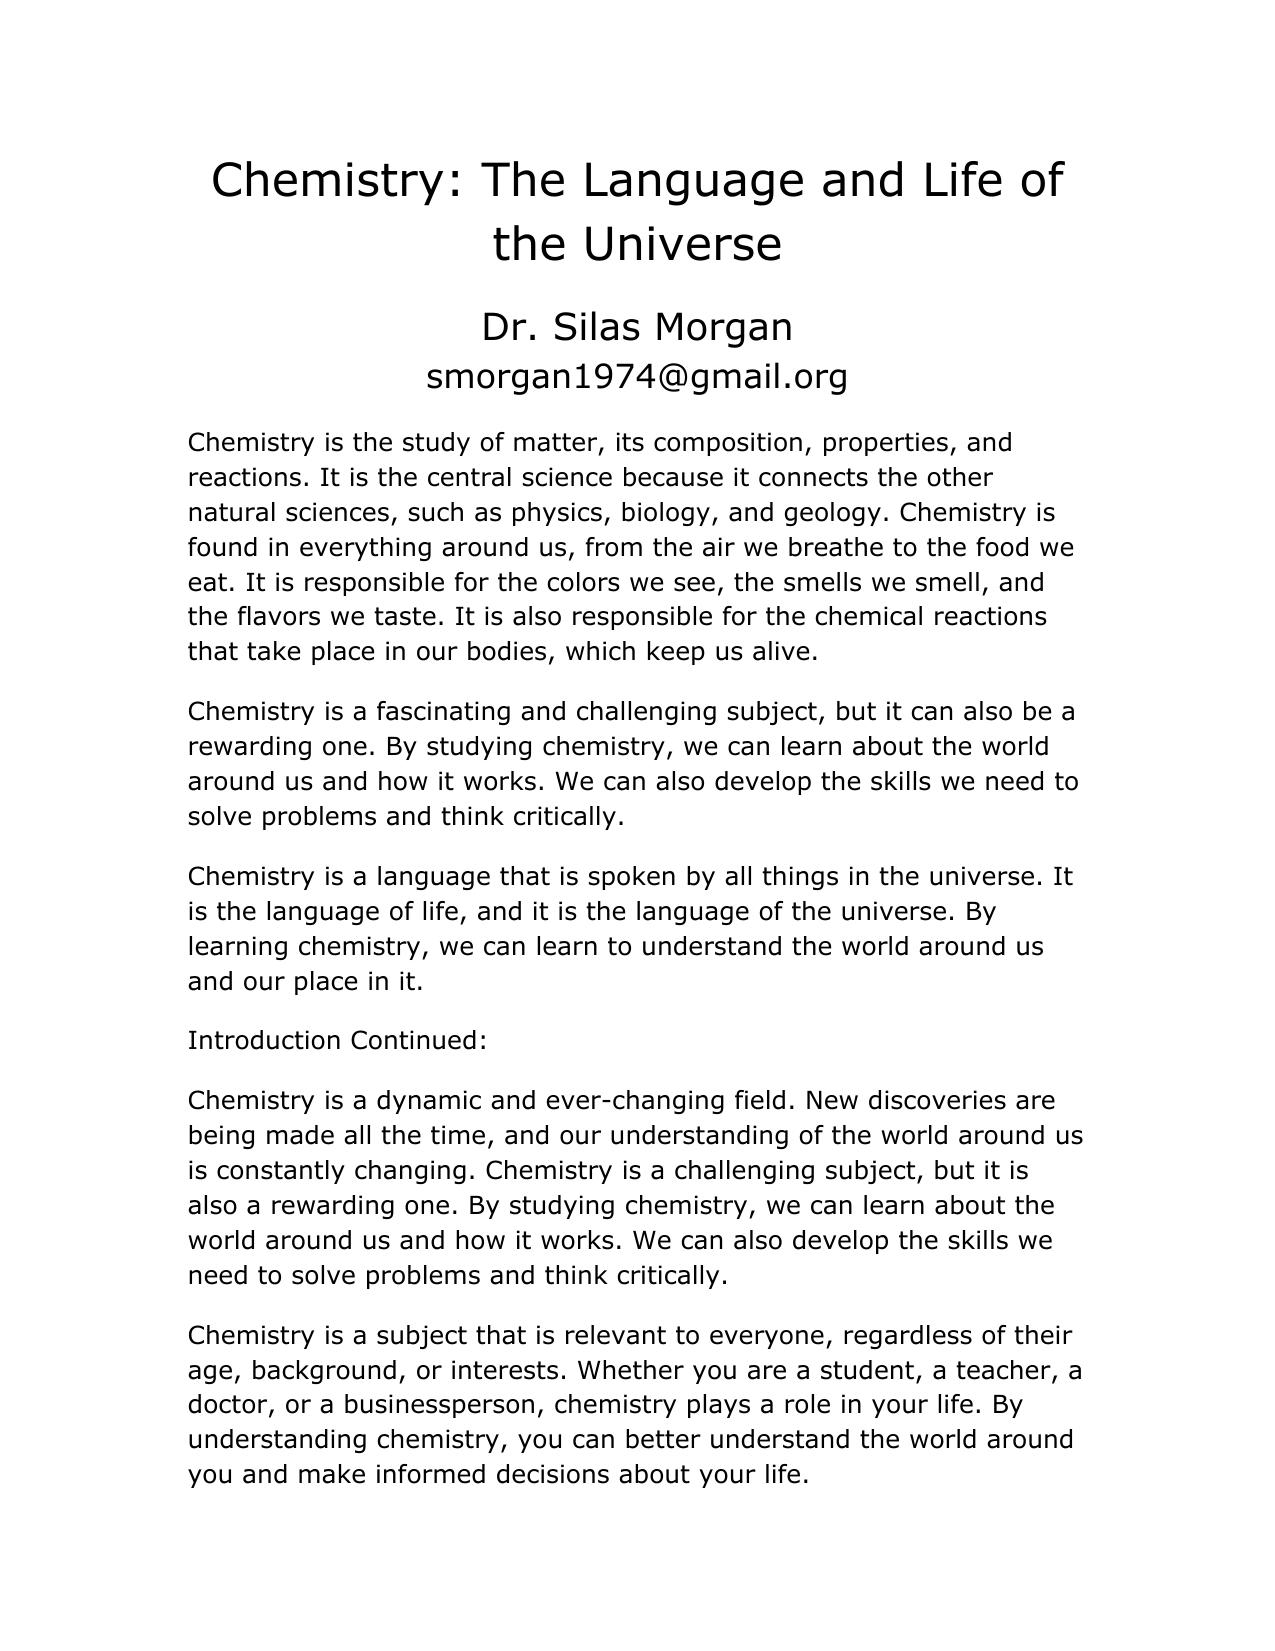 Chemistry: The Language and Life of
the Universe
Dr. Silas Morgan
smorgan1974@gmail.org
Chemistry is the study of matter, its composition, properties, and
reactions. It is the central science because it connects the other
natural sciences, such as physics, biology, and geology. Chemistry is
found in everything around us, from the air we breathe to the food we
eat. It is responsible for the colors we see, the smells we smell, and
the flavors we taste. It is also responsible for the chemical reactions
that take place in our bodies, which keep us alive.
Chemistry is a fascinating and challenging subject, but it can also be a
rewarding one. By studying chemistry, we can learn about the world
around us and how it works. We can also develop the skills we need to
solve problems and think critically.
Chemistry is a language that is spoken by all things in the universe. It
is the language of life, and it is the language of the universe. By
learning chemistry, we can learn to understand the world around us
and our place in it.
Introduction Continued:
Chemistry is a dynamic and ever-changing field. New discoveries are
being made all the time, and our understanding of the world around us
is constantly changing. Chemistry is a challenging subject, but it is
also a rewarding one. By studying chemistry, we can learn about the
world around us and how it works. We can also develop the skills we
need to solve problems and think critically.
Chemistry is a subject that is relevant to everyone, regardless of their
age, background, or interests. Whether you are a student, a teacher, a
doctor, or a businessperson, chemistry plays a role in your life. By
understanding chemistry, you can better understand the world around
you and make informed decisions about your life.